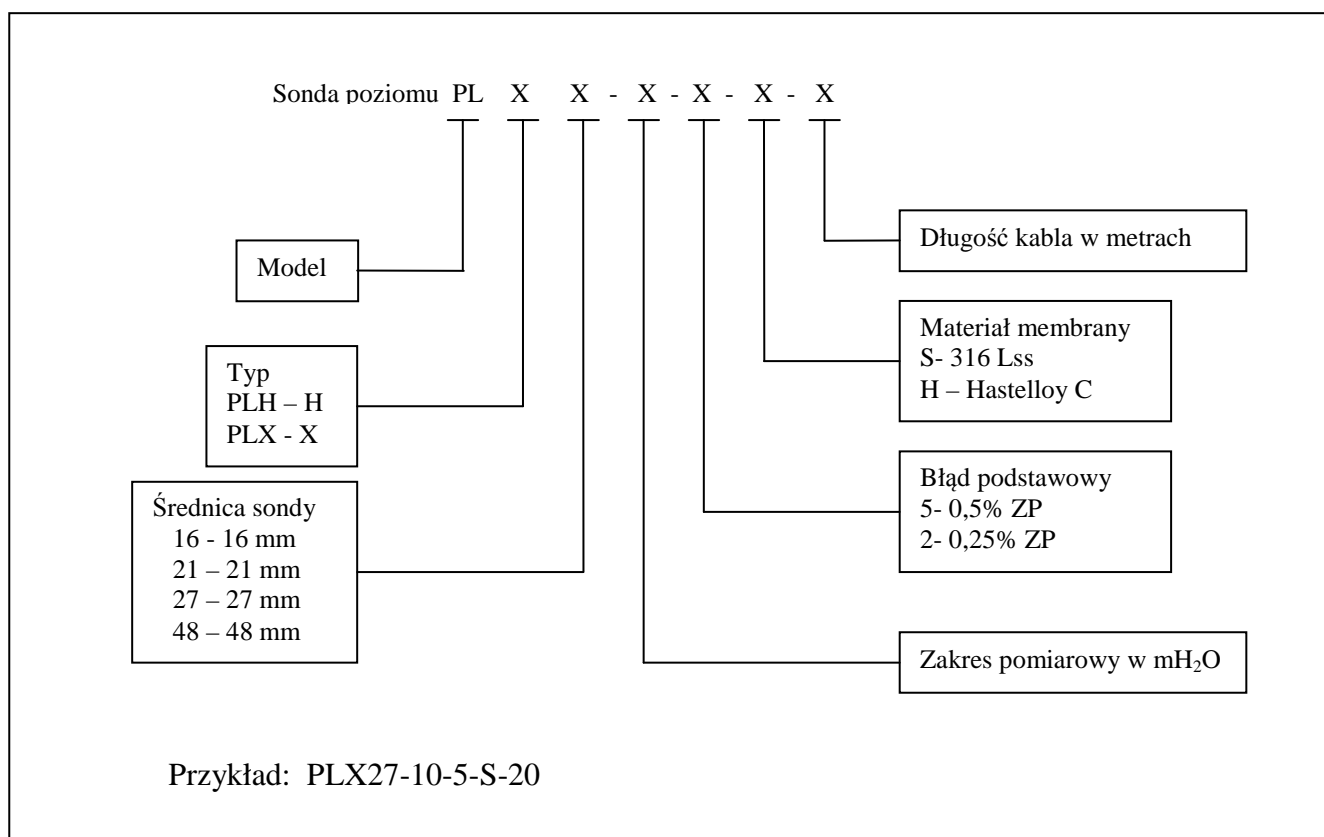 Sonda poziomu PL X X - X - X - X - X
Długość kabla w metrach
Model
Materiał membrany
S- 316 Lss
H – Hastelloy C
Typ
PLH – H
PLX - X
Błąd podstawowy
5- 0,5% ZP
2- 0,25% ZP
Średnica sondy
16 - 16 mm
21 – 21 mm
27 – 27 mm
48 – 48 mm
Zakres pomiarowy w mH₂O
Przykład: PLX27-10-5-S-20